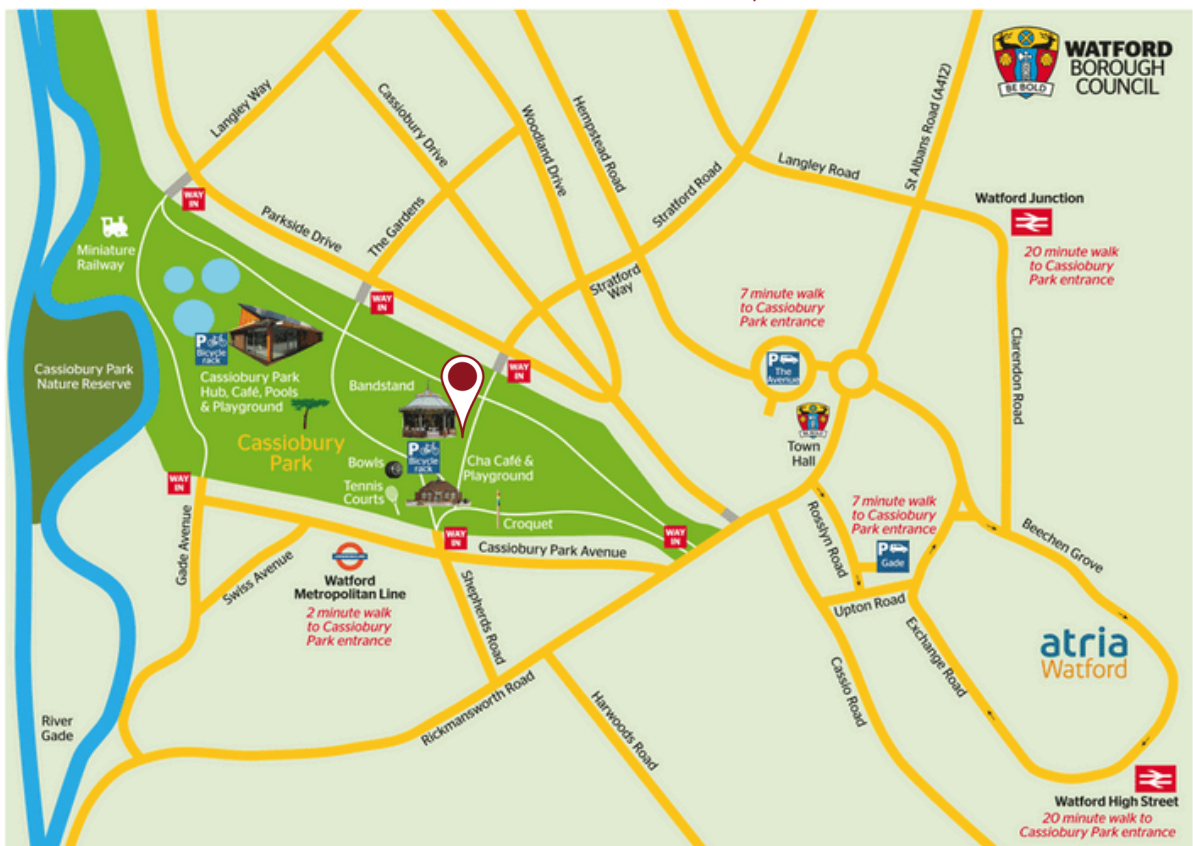 BE BOLD
WATFORD
BOROUGH
COUNCIL
Langley Way
Cassiobury Drive
Woodland Drive
Hempstead Road
Stratford Road
Langley Road
St Albans Road (A412)
Watford Junction
20 minute walk
to Cassiobury
Park entrance
WAY
IN
Parkside Drive
The Gardens
Miniature
Railway
WAY
IN
Stratford
Way
7 minute walk
to Cassiobury
Park entrance
P
The
Avenue
Clarendon Road
P
Bicycle
rack
Cassiobury Park
Nature Reserve
Cassiobury Park
Hub, Café, Pools
& Playground
Bandstand
WAY
IN
Cassiobury
Park
P
Bicycle
rack
Bowls
Tennis
Courts
Cha Café &
Playground
Croquet
Town
Hall
WAY
IN
WAY
IN
WAY
IN
Cassiobury Park Avenue
Gade Avenue
Swiss Avenue
Watford
Metropolitan Line
2 minute walk
to Cassiobury
Park entrance
Shepherds Road
Rosslyn Road
7 minute walk
to Cassiobury
Park entrance
P
Gade
Upton Road
Beechen Grove
Exchange Road
Cassio Road
atria
Watford
River
Gade
Rickmansworth Road
Harwoods Road
Watford High Street
20 minute walk to
Cassiobury Park entrance